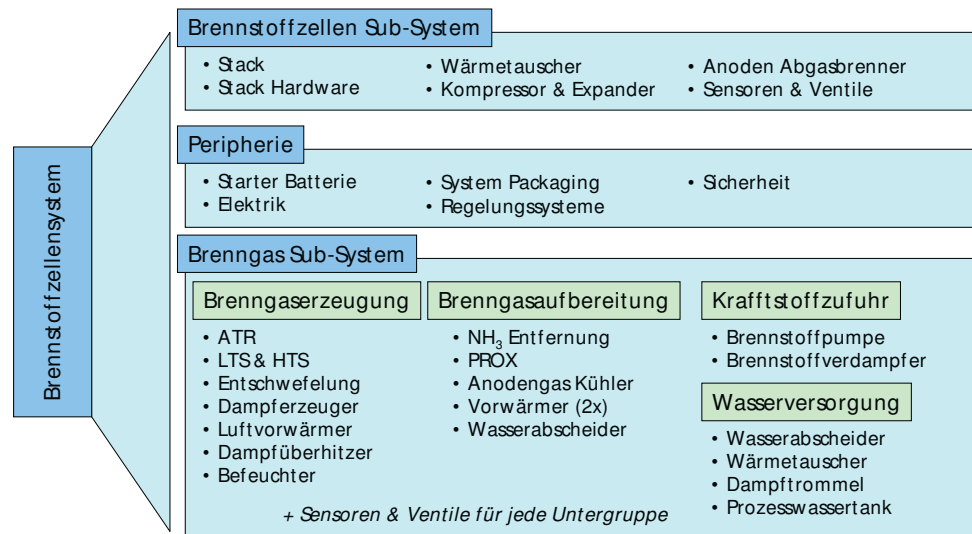 Brennstoffzellensystem
Brennstoffzellen Sub-System
• Stack
• Stack Hardware
• Wärmetauscher
• Kompressor & Expander
• Anoden Abgasbrenner
• Sensoren & Ventile
Peripherie
• Starter Batterie
• Elektrik
• System Packaging
• Regelungssysteme
• Sicherheit
Brenngas Sub-System
Brenngaserzeugung
• ATR
• LTS & HTS
• Entschwefelung
• Dampferzeuger
• Luftvorwärmer
• Dampfüberhitzer
• Befeuchter
Brenngasaufbereitung
• NH₃ Entfernung
• PROX
• Anodengas Kühler
• Vorwärmer (2x)
• Wasserabscheider
Krafftstoffzufuhr
• Brennstoffpumpe
• Brennstoffverdampfer
Wasserversorgung
• Wasserabscheider
• Wärmetauscher
• Dampftrommel
• Prozesswassertank
+ Sensoren & Ventile für jede Untergruppe